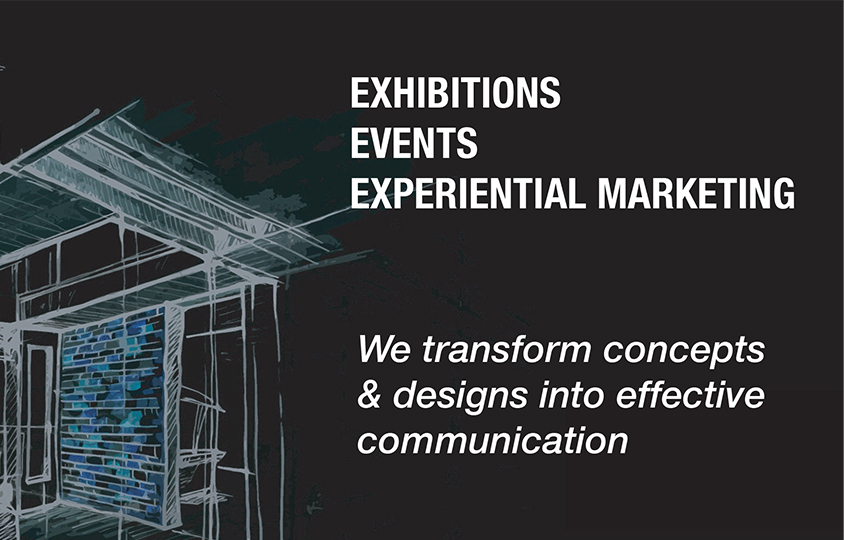 EXHIBITIONS
EVENTS
EXPERIENTIAL MARKETING
We transform concepts
& designs into effective
communication